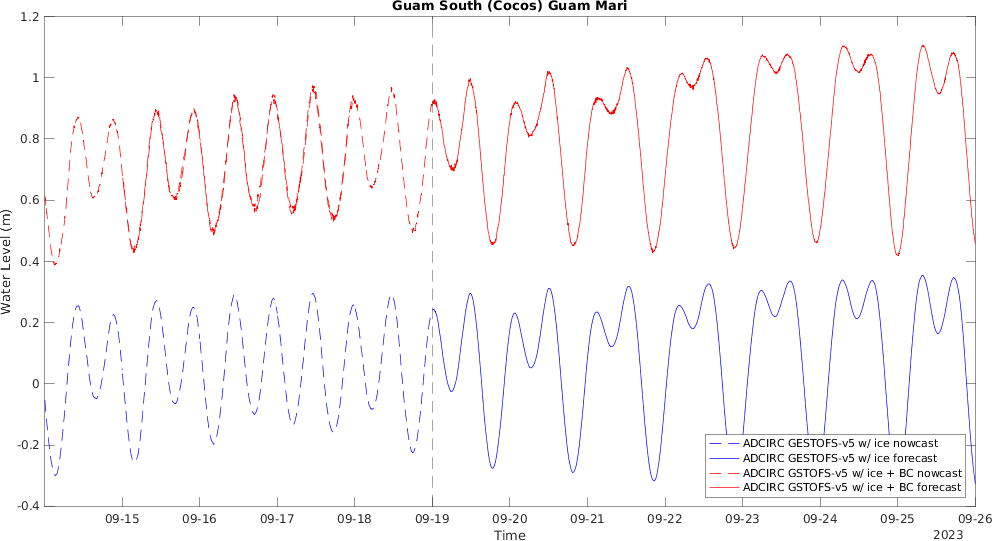 Guam South (Cocos) Guam Mari
1.2
1
0.8
0.6
0.4
0.2
0
-0.2
-0.4
Water Level (m)
ADCIRC GESTOFS-v5 w/ ice nowcast
ADCIRC GESTOFS-v5 w/ ice forecast
ADCIRC GSTOFS-v5 w/ ice + BC nowcast
ADCIRC GSTOFS-v5 w/ ice + BC forecast
09-15 09-16 09-17 09-18 09-19 09-20 09-21 09-22 09-23 09-24 09-25 09-26
Time
2023